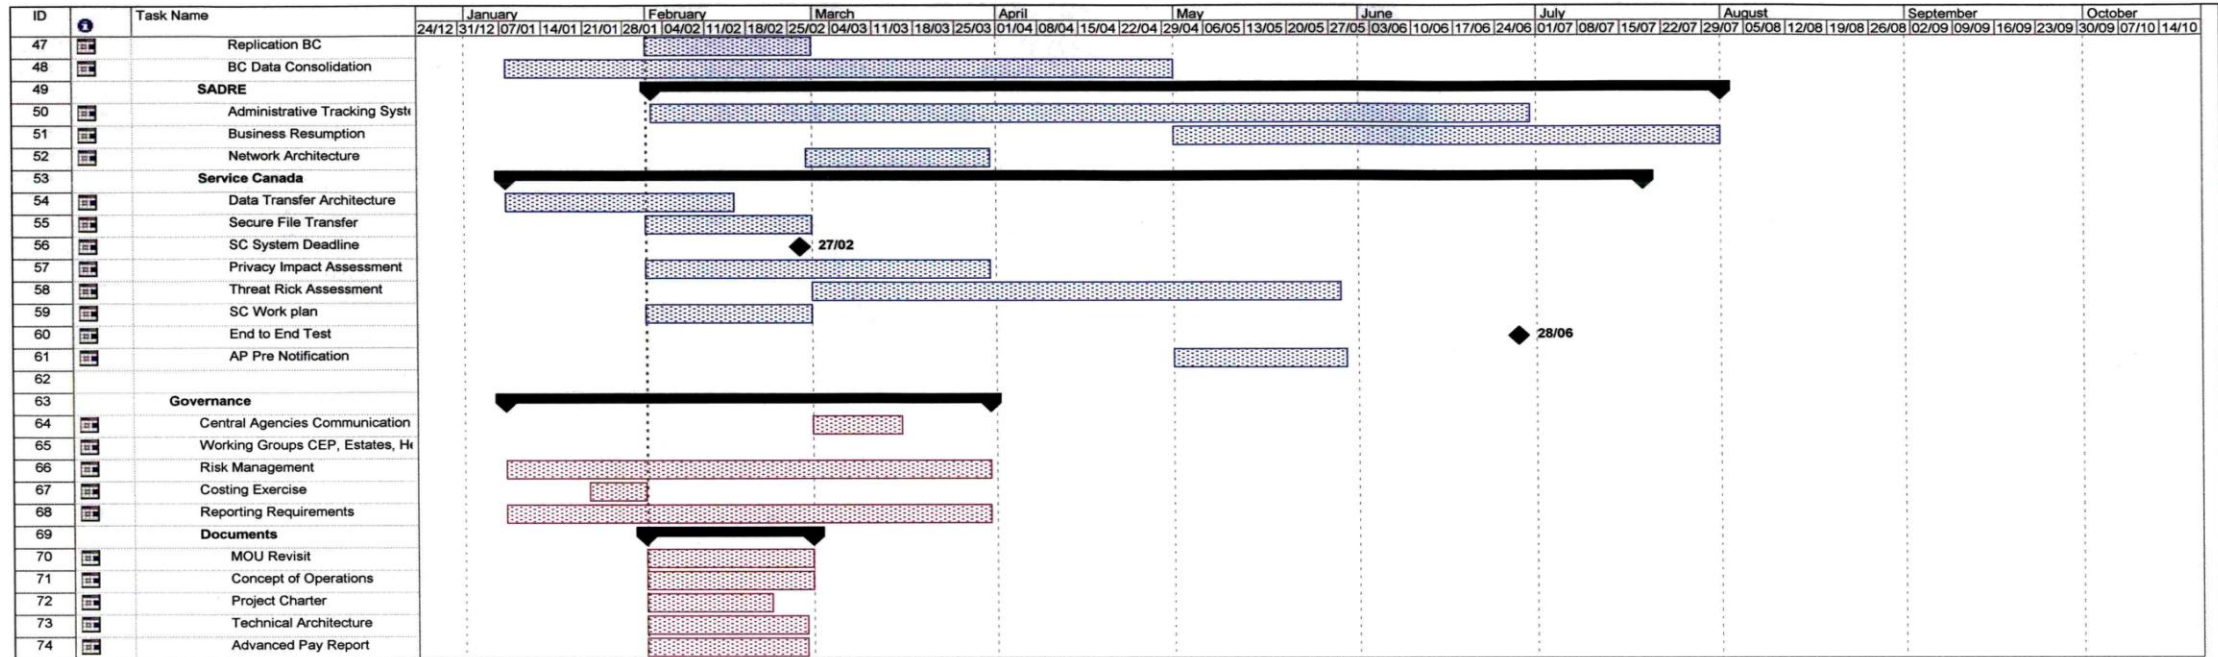 ID Task Name January February March April May June July August September October
24/12 31/12 07/01 14/01 21/01 28/01 04/02 11/02 18/02 25/02 04/03 11/03 18/03 25/03 01/04 08/04 15/04 22/04 29/04 06/05 13/05 20/05 27/05 03/06 10/06 17/06 24/06 01/07 08/07 15/07 22/07 29/07 05/08 12/08 19/08 26/08 02/09 09/09 16/09 23/09 30/09 07/10 14/10
47 Replication BC
48 BC Data Consolidation
49 SADRE
50 Administrative Tracking Syste
51 Business Resumption
52 Network Architecture
53 Service Canada
54 Data Transfer Architecture
55 Secure File Transfer
56 SC System Deadline 27/02
57 Privacy Impact Assessment
58 Threat Risk Assessment
59 SC Work plan
60 End to End Test 28/06
61 AP Pre Notification
62
63 Governance
64 Central Agencies Communication
65 Working Groups CEP, Estates, He
66 Risk Management
67 Costing Exercise
68 Reporting Requirements
69 Documents
70 MOU Revisit
71 Concept of Operations
72 Project Charter
73 Technical Architecture
74 Advanced Pay Report